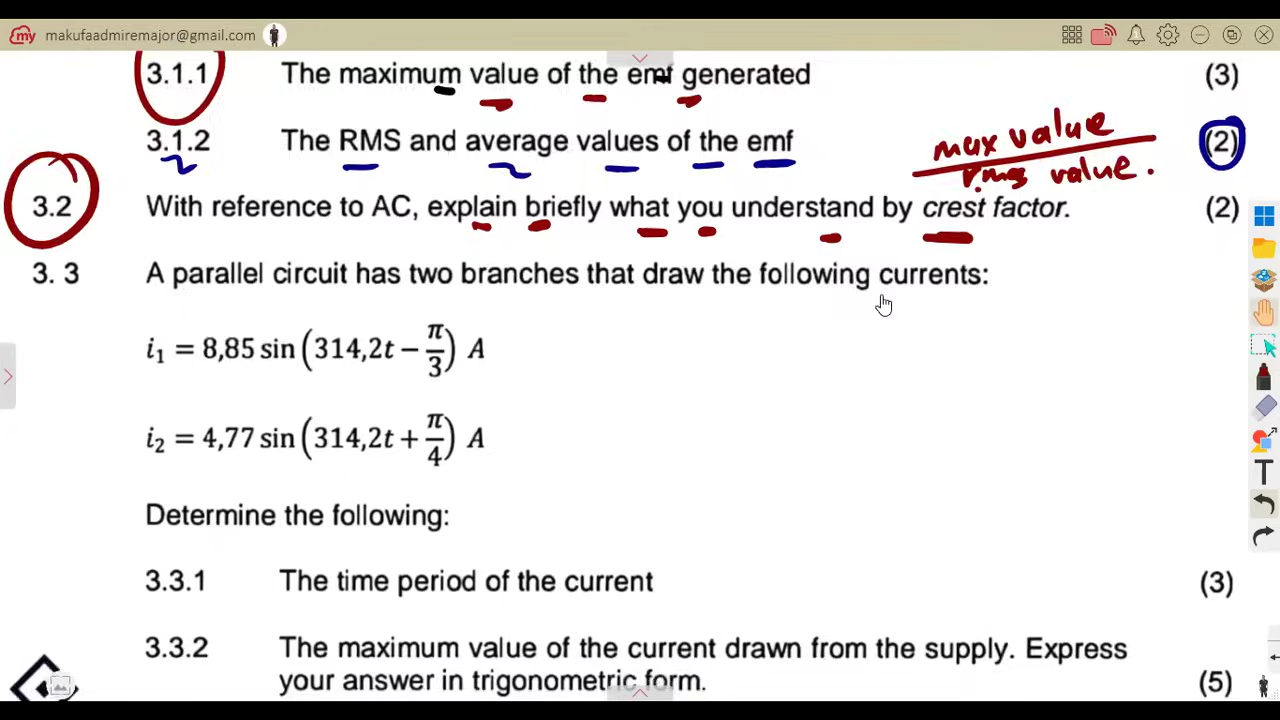 my makufaadmiremajor@gmail.com
3.1.1 The maximum value of the emf generated (3)
3.1.2 The RMS and average values of the emf (2)
max value
rms value.
3.2 With reference to AC, explain briefly what you understand by crest factor. (2)
3. 3 A parallel circuit has two branches that draw the following currents:
i₁ = 8,85 sin (314,2t − π/3) A
i₂ = 4,77 sin (314,2t + π/4) A
Determine the following:
3.3.1 The time period of the current (3)
3.3.2 The maximum value of the current drawn from the supply. Express
your answer in trigonometric form. (5)
T